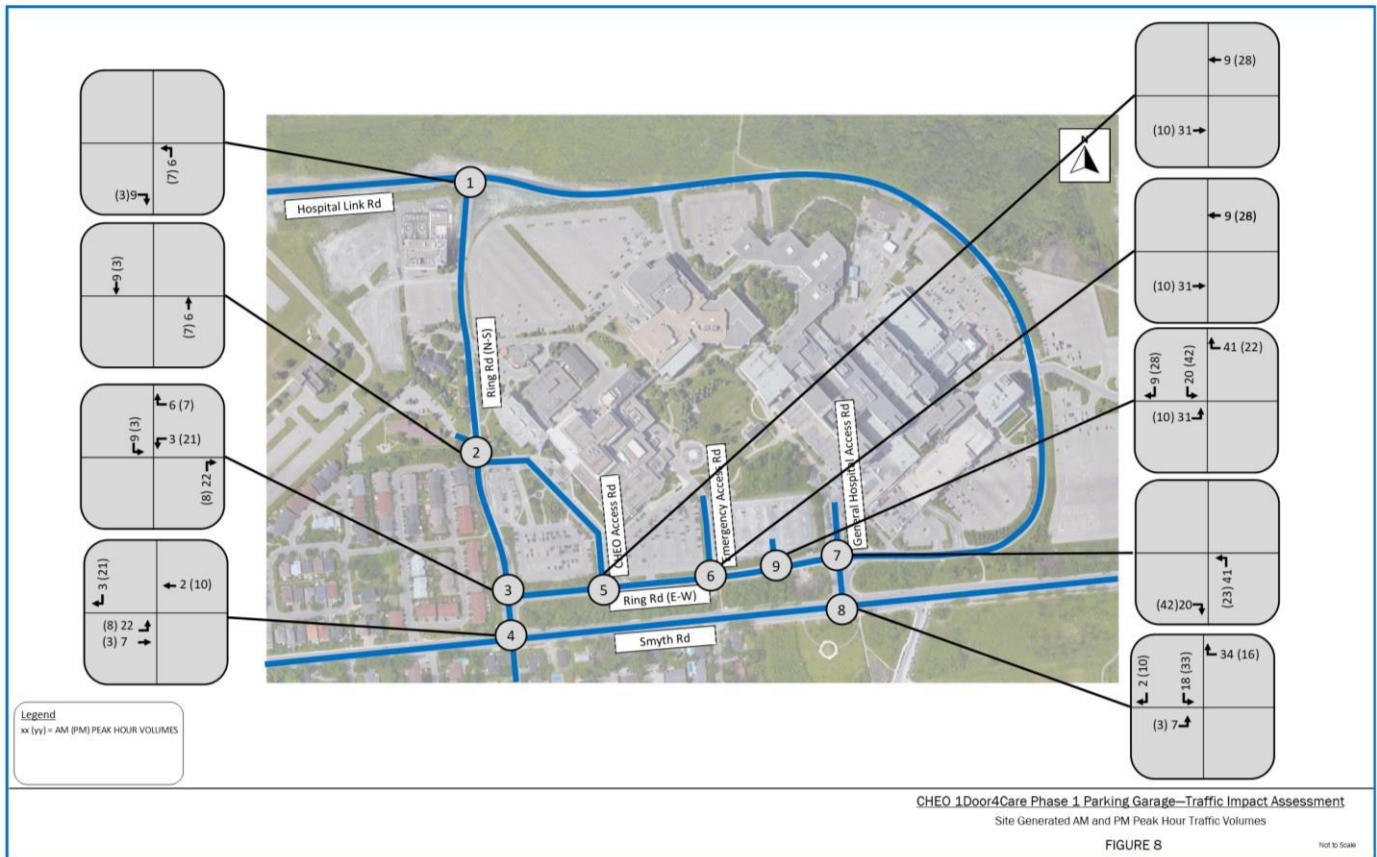 9 (28)
(10) 31
(7) 6
(3)9
9 (3)
(7) 6
6 (7)
9 (3)
3 (21)
(8) 22
3 (21)
2 (10)
(8) 22
(3) 7
N
1
Hospital Link Rd
Ring Rd (N-S)
2
CHEO Access Rd
Emergency Access Rd
General Hospital Access Rd
3
5
6
9
7
Ring Rd (E-W)
4
8
Smyth Rd
9 (28)
(10) 31
41 (22)
9 (28)
20 (42)
(10) 31
(23) 41
(42)20
34 (16)
2 (10)
18 (33)
(3) 7
Legend
xx (yy) = AM (PM) PEAK HOUR VOLUMES
CHEO 1Door4Care Phase 1 Parking Garage—Traffic Impact Assessment
Site Generated AM and PM Peak Hour Traffic Volumes
FIGURE 8
Not to Scale